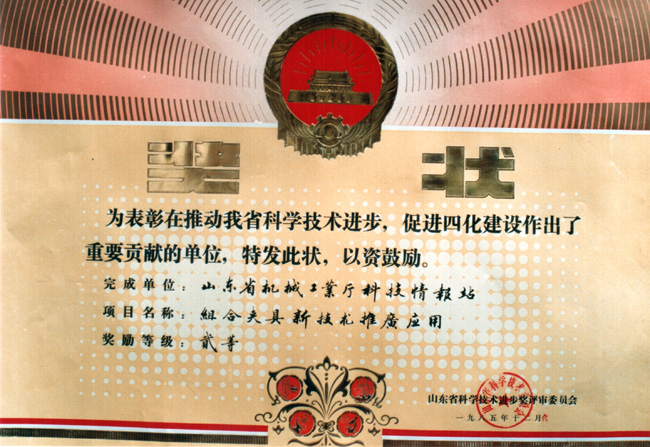 奖 状
为表彰在推动我省科学技术进步，促进四化建设作出了
重要贡献的单位，特发此状，以资鼓励。
完成单位：山东省机械工業厅科技情報站
项目名称：组合夹具新技术推廣应用
奖励等级：贰等
山东省科学技术进步奖评审委员会
一九八五年十二月